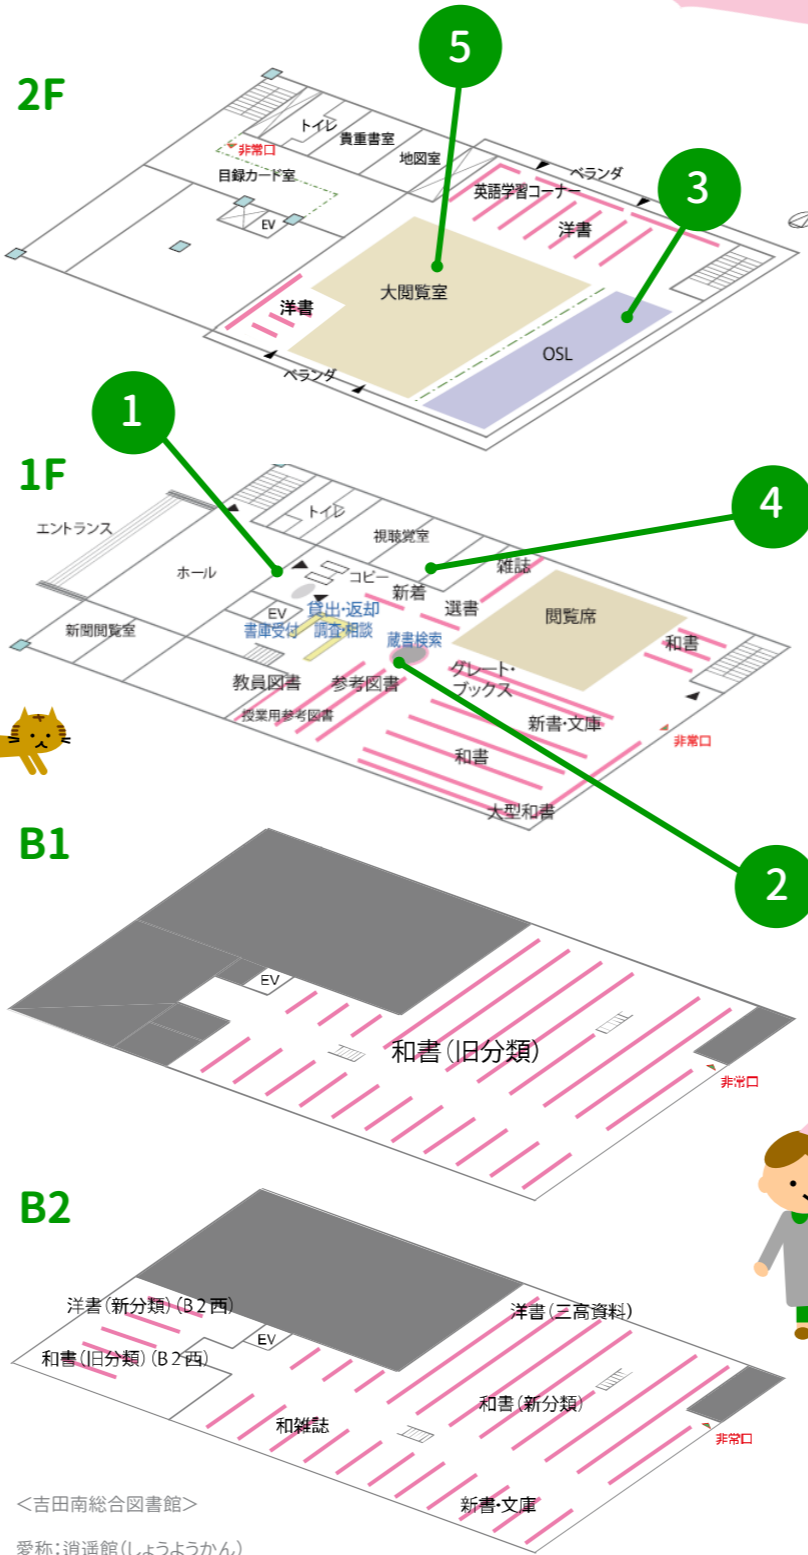 5
2F
トイレ
貴重書室
非常口
地図室
目録カード室
ベランダ
英語学習コーナー
3
EV
洋書
大閲覧室
洋書
OSL
ベランダ
1
1F
エントランス
トイレ
視聴覚室
4
ホール
コピー
雑誌
新着
選書
閲覧席
EV
貸出・返却
新聞閲覧室
書庫受付
調査・相談
蔵書検索
和書
教員図書
参考図書
グレート・
ブックス
授業用参考図書
新書・文庫
非常口
和書
大型和書
B1
2
EV
和書(旧分類)
非常口
B2
洋書(新分類)(B2西)
洋書(三高資料)
EV
和書(旧分類)(B2西)
和書(新分類)
和雑誌
非常口
新書・文庫
<吉田南総合図書館>
愛称:逍遥館(しょうようかん)